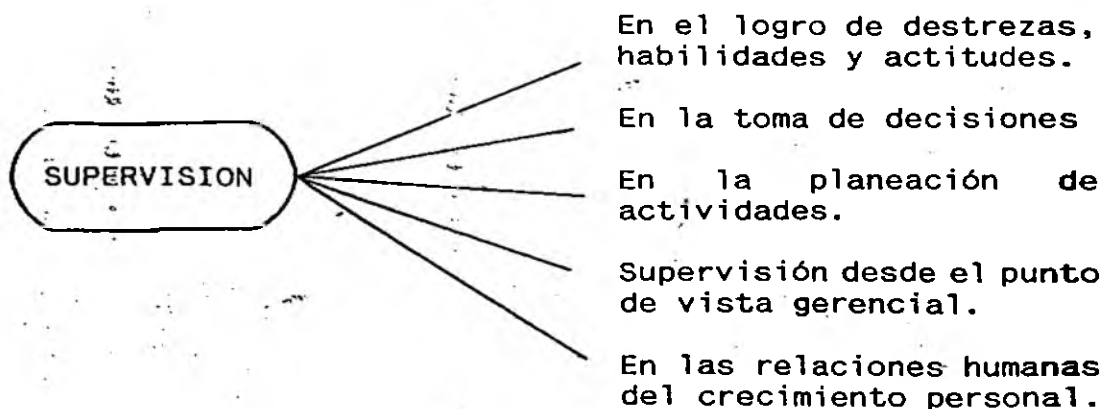 SUPERVISION
En el logro de destrezas,
habilidades y actitudes.
En la toma de decisiones
En la planeación de
actividades.
Supervisión desde el punto
de vista gerencial.
En las relaciones humanas
del crecimiento personal.